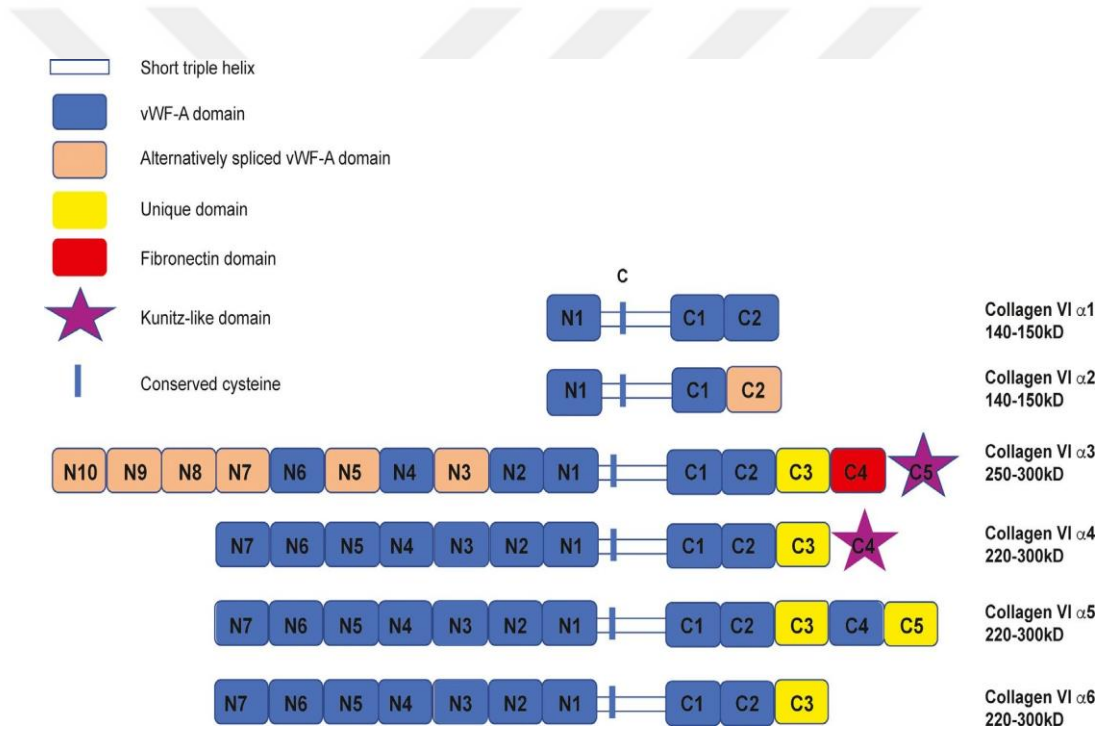 Short triple helix
vWF-A domain
Alternatively spliced vWF-A domain
Unique domain
Fibronectin domain
Kunitz-like domain
Conserved cysteine
C
N1 C1 C2
Collagen VI α1
140-150kD
N1 C1 C2
Collagen VI α2
140-150kD
N10 N9 N8 N7 N6 N5 N4 N3 N2 N1 C1 C2 C3 C4 C5
Collagen VI α3
250-300kD
N7 N6 N5 N4 N3 N2 N1 C1 C2 C3 C4
Collagen VI α4
220-300kD
N7 N6 N5 N4 N3 N2 N1 C1 C2 C3 C4 C5
Collagen VI α5
220-300kD
N7 N6 N5 N4 N3 N2 N1 C1 C2 C3
Collagen VI α6
220-300kD